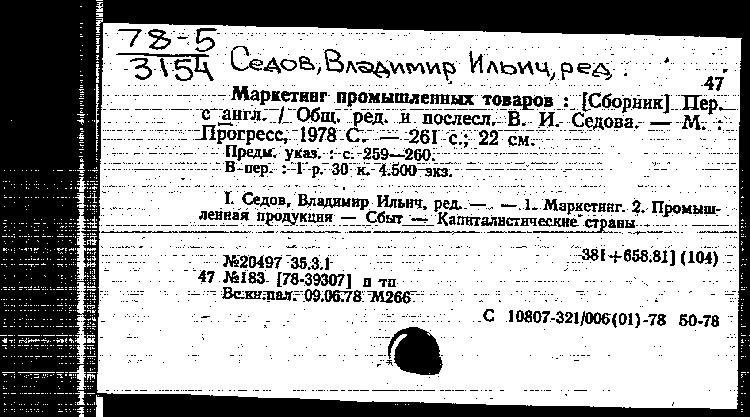 78-5
3154
Седов, Владимир Ильич, ред.
47
Маркетинг промышленных товаров : [Сборник] Пер.
с англ. / Общ. ред. и послесл. В. И. Седова. — М. :
Прогресс, 1978 С. — 261 с.; 22 см.
Предм. указ. : с. 259—260.
В пер. : 1 р. 30 к. 4.500 экз.
I. Седов, Владимир Ильич, ред. — — 1. Маркетинг. 2. Промыш-
ленная продукция — Сбыт — Капиталистические страны
381+658.81] (104)
№20497 35.3.1
47 №183 [78-39307] п тп
Вс.кн.пал. 09.06.78 М266
С 10807-321/006(01)-78 50-78